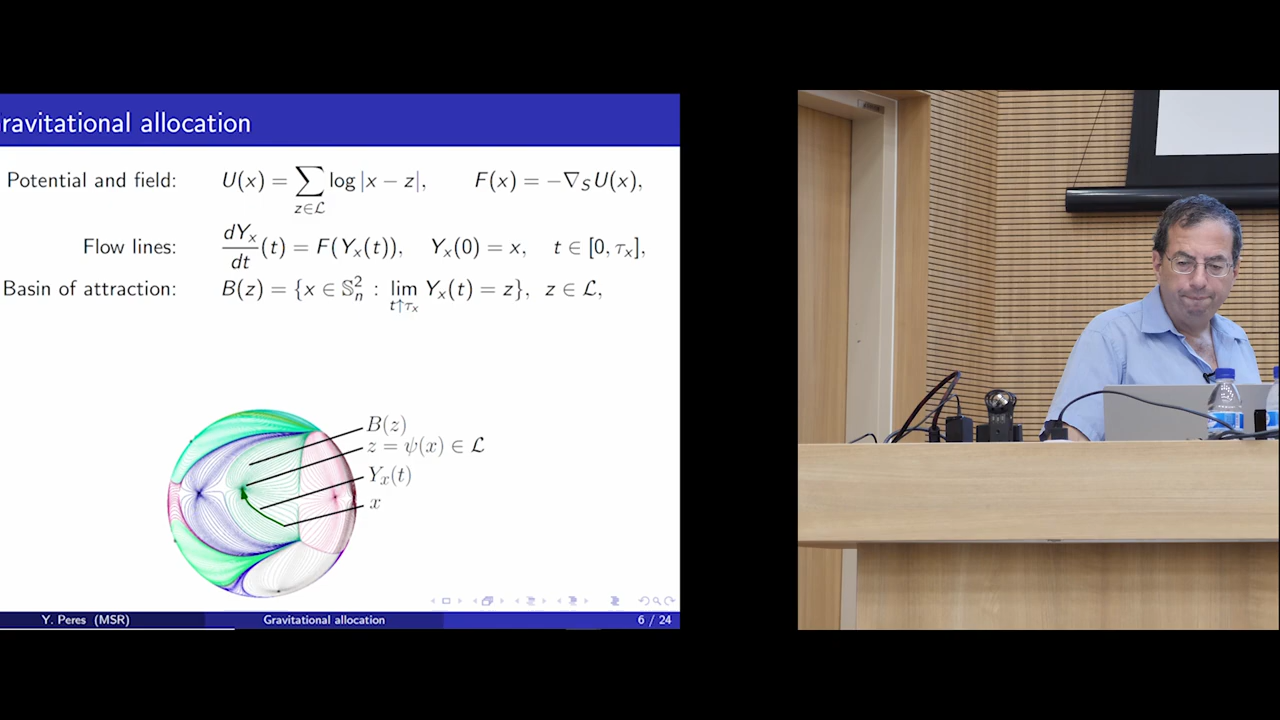 ravitational allocation
Potential and field: U(x) = ∑_{z∈ℒ} log|x − z|, F(x) = −∇_S U(x),
Flow lines: dY_x/dt (t) = F(Y_x(t)), Y_x(0) = x, t ∈ [0, τ_x],
Basin of attraction: B(z) = {x ∈ 𝕊²_n : lim_{t↑τ_x} Y_x(t) = z}, z ∈ ℒ,
B(z)
z = ψ(x) ∈ ℒ
Y_x(t)
x
Y. Peres (MSR) Gravitational allocation 6 / 24